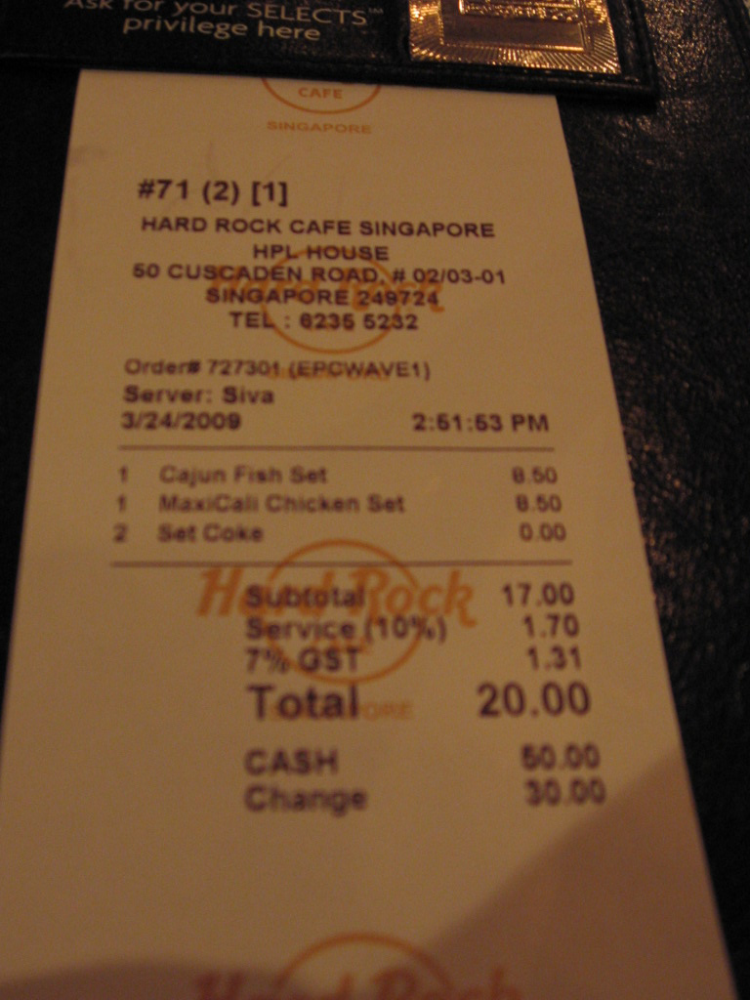 Ask for your SELECTS℠
privilege here
CAFE
SINGAPORE
#71 (2) [1]
HARD ROCK CAFE SINGAPORE
HPL HOUSE
50 CUSCADEN ROAD, # 02/03-01
SINGAPORE 249724
TEL : 6235 5232
Order# 727301 (EPCWAVE1)
Server: Siva
3/24/2009 2:51:53 PM
1 Cajun Fish Set 8.50
1 MaxiCali Chicken Set 8.50
2 Set Coke 0.00
Hard Rock
Subtotal 17.00
Service (10%) 1.70
7% GST 1.31
Total 20.00
SINGAPORE
CASH 50.00
Change 30.00
Hard Rock